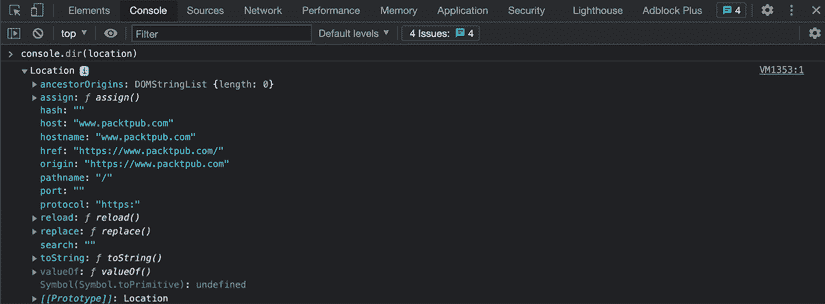 Elements Console Sources Network Performance Memory Application Security Lighthouse Adblock Plus 4
top Filter Default levels 4 Issues: 4
> console.dir(location)
Location i VM1353:1
ancestorOrigins: DOMStringList {length: 0}
assign: ƒ assign()
hash: ""
host: "www.packtpub.com"
hostname: "www.packtpub.com"
href: "https://www.packtpub.com/"
origin: "https://www.packtpub.com"
pathname: "/"
port: ""
protocol: "https:"
reload: ƒ reload()
replace: ƒ replace()
search: ""
toString: ƒ toString()
valueOf: ƒ valueOf()
Symbol(Symbol.toPrimitive): undefined
[[Prototype]]: Location